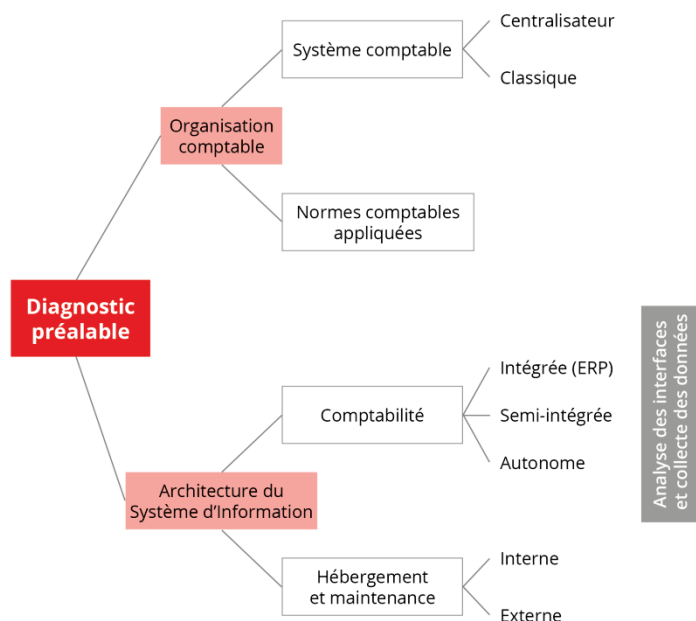 Diagnostic
préalable
Organisation
comptable
Système comptable
Centralisateur
Classique
Normes comptables
appliquées
Architecture du
Système d'Information
Comptabilité
Intégrée (ERP)
Semi-intégrée
Autonome
Hébergement
et maintenance
Interne
Externe
Analyse des interfaces
et collecte des données